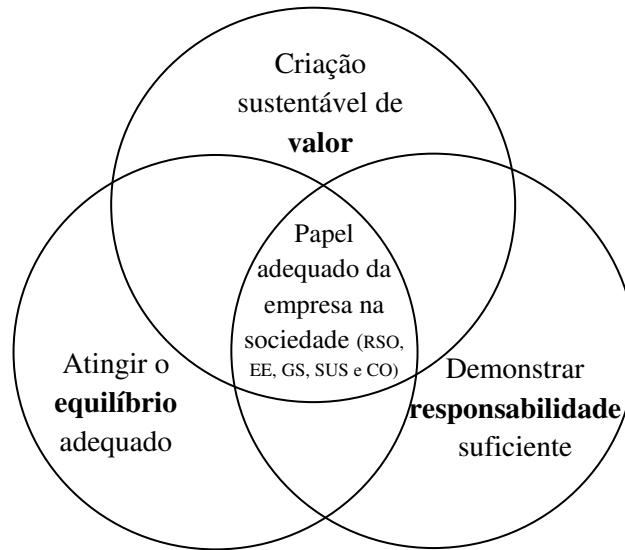 Criação
sustentável de
valor
Papel
adequado da
empresa na
sociedade (RSO,
EE, GS, SUS e CO)
Atingir o
equilíbrio
adequado
Demonstrar
responsabilidade
suficiente